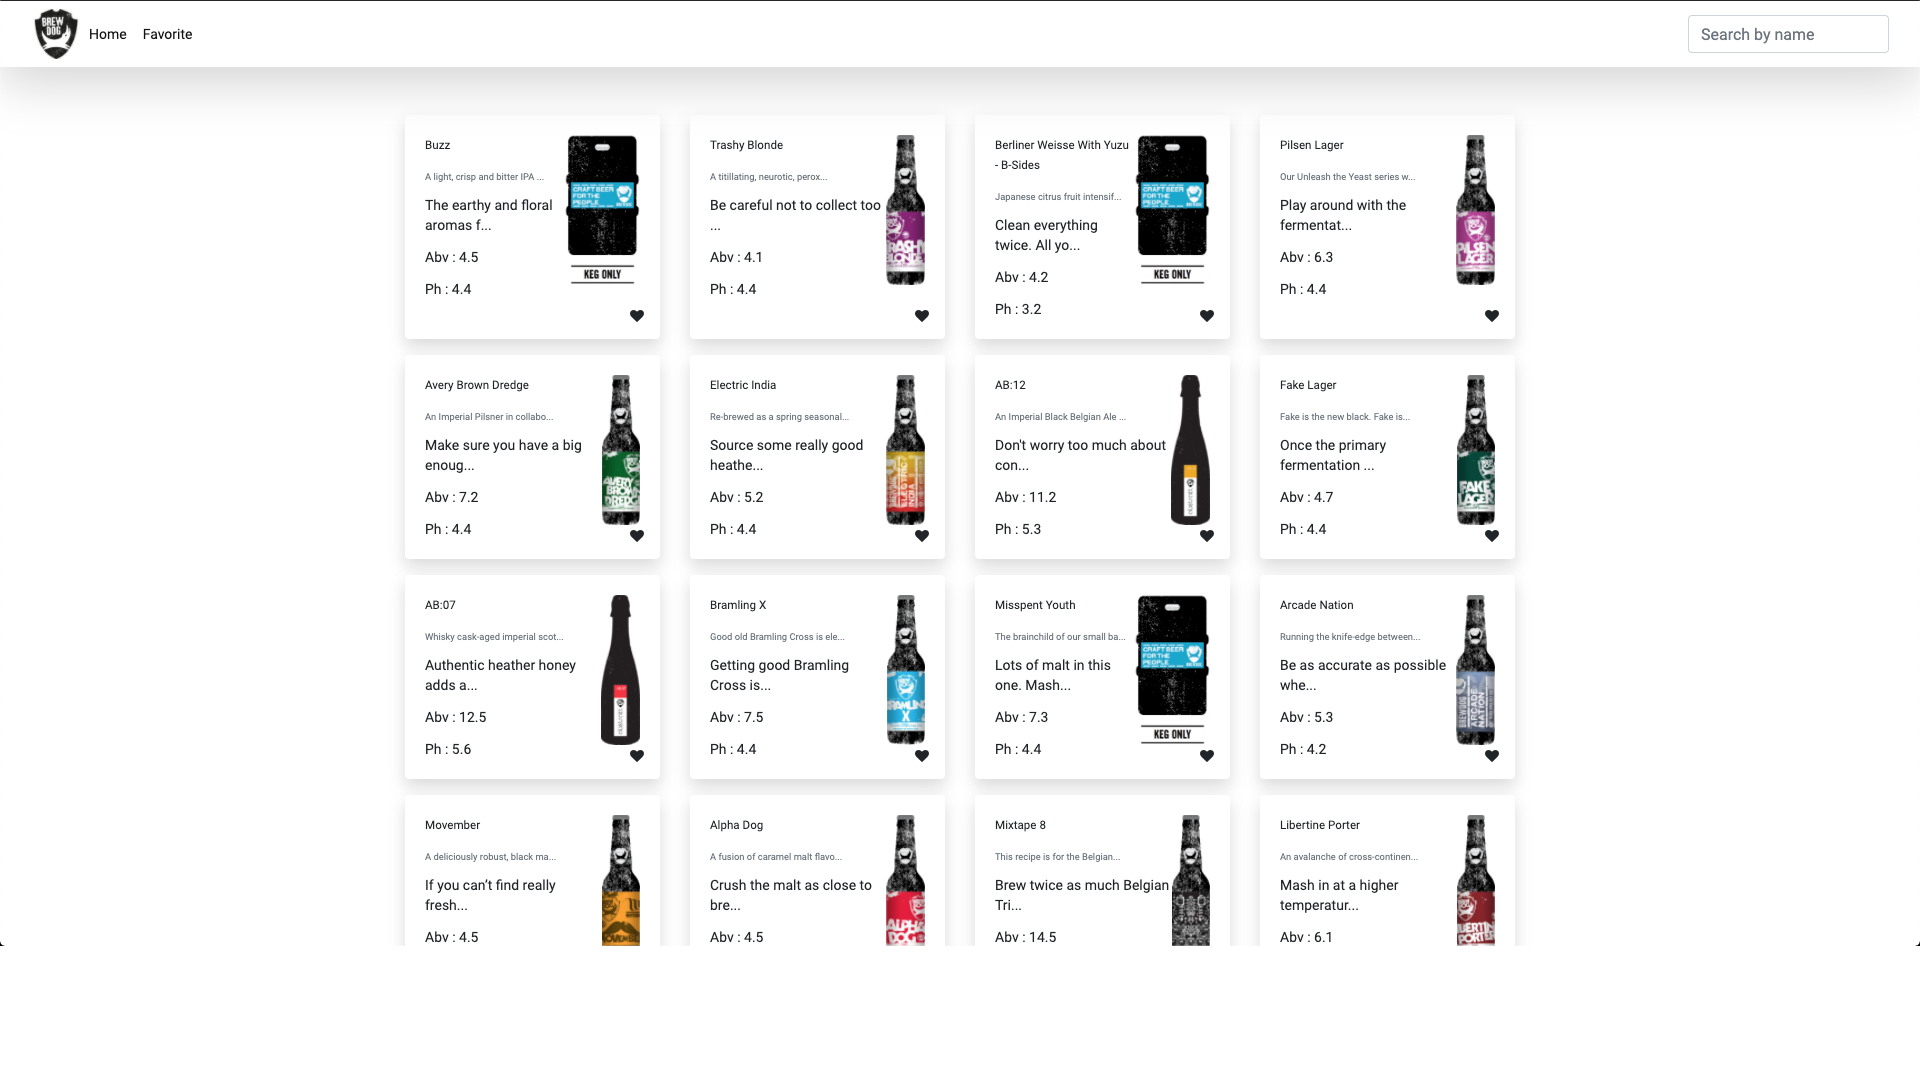 BREW
DOG
Home
Favorite
Search by name
Buzz
A light, crisp and bitter IPA ...
The earthy and floral
aromas f...
Abv : 4.5
Ph : 4.4
CRAFT BEER
FOR THE
PEOPLE
KEG ONLY
Trashy Blonde
A titillating, neurotic, perox...
Be careful not to collect too
...
Abv : 4.1
Ph : 4.4
Berliner Weisse With Yuzu
- B-Sides
Japanese citrus fruit intensif...
Clean everything
twice. All yo...
Abv : 4.2
Ph : 3.2
CRAFT BEER
FOR THE
PEOPLE
KEG ONLY
Pilsen Lager
Our Unleash the Yeast series w...
Play around with the
fermentat...
Abv : 6.3
Ph : 4.4
PILSEN
LAGER
Avery Brown Dredge
An Imperial Pilsner in collabo...
Make sure you have a big
enoug...
Abv : 7.2
Ph : 4.4
AVERY
BROWN
DREDGE
Electric India
Re-brewed as a spring seasonal...
Source some really good
heathe...
Abv : 5.2
Ph : 4.4
ELECTRIC
INDIA
AB:12
An Imperial Black Belgian Ale ...
Don't worry too much about
con...
Abv : 11.2
Ph : 5.3
Fake Lager
Fake is the new black. Fake is...
Once the primary
fermentation ...
Abv : 4.7
Ph : 4.4
FAKE
LAGER
AB:07
Whisky cask-aged imperial scot...
Authentic heather honey
adds a...
Abv : 12.5
Ph : 5.6
Bramling X
Good old Bramling Cross is ele...
Getting good Bramling
Cross is...
Abv : 7.5
Ph : 4.4
BRAMLING
X
Misspent Youth
The brainchild of our small ba...
Lots of malt in this
one. Mash...
Abv : 7.3
Ph : 4.4
CRAFT BEER
FOR THE
PEOPLE
KEG ONLY
Arcade Nation
Running the knife-edge between...
Be as accurate as possible
whe...
Abv : 5.3
Ph : 4.2
BREWDOG
ARCADE
NATION
Movember
A deliciously robust, black ma...
If you can’t find really
fresh...
Abv : 4.5
Alpha Dog
A fusion of caramel malt flavo...
Crush the malt as close to
bre...
Abv : 4.5
ALPHA
DOG
Mixtape 8
This recipe is for the Belgian...
Brew twice as much Belgian
Tri...
Abv : 14.5
Libertine Porter
An avalanche of cross-continen...
Mash in at a higher
temperatur...
Abv : 6.1